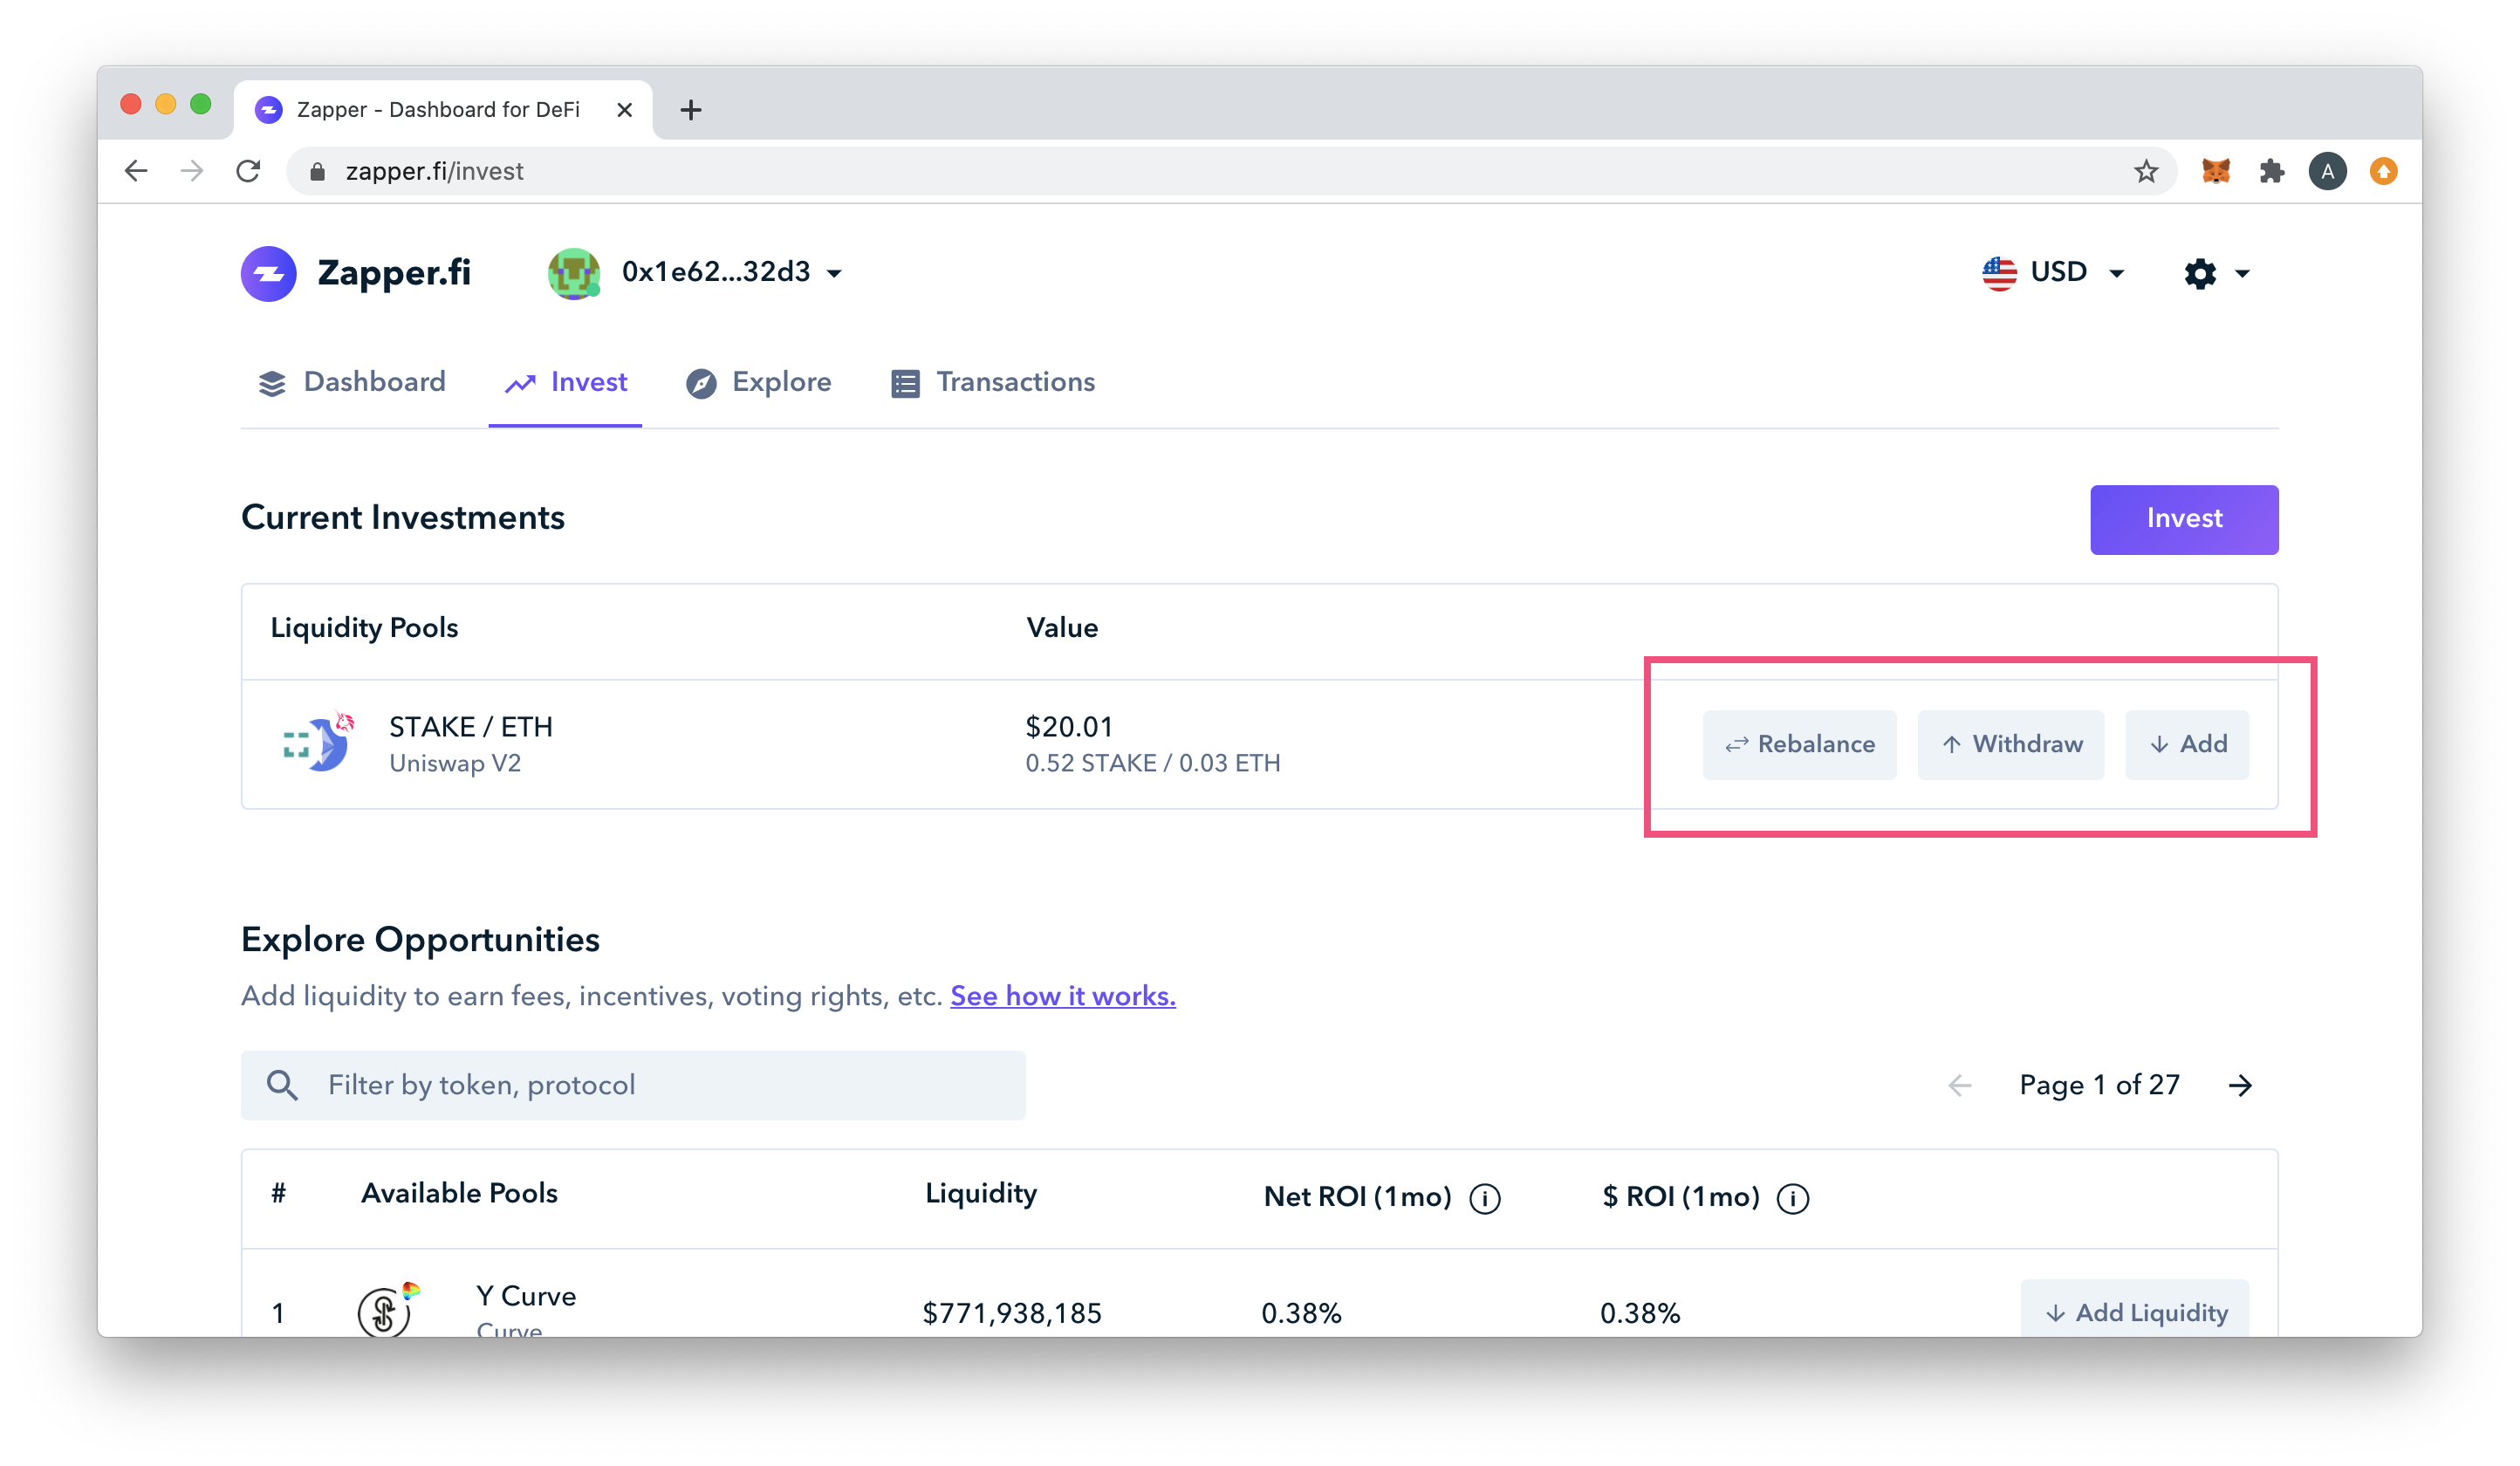 Zapper - Dashboard for DeFi
zapper.fi/invest
A
Zapper.fi
0x1e62...32d3
USD
Dashboard
Invest
Explore
Transactions
Current Investments
Invest
Liquidity Pools
Value
STAKE / ETH
Uniswap V2
$20.01
0.52 STAKE / 0.03 ETH
Rebalance
Withdraw
Add
Explore Opportunities
Add liquidity to earn fees, incentives, voting rights, etc. See how it works.
Filter by token, protocol
Page 1 of 27
# Available Pools Liquidity Net ROI (1mo) $ ROI (1mo)
1
Y Curve
Curve
$771,938,185
0.38%
0.38%
Add Liquidity